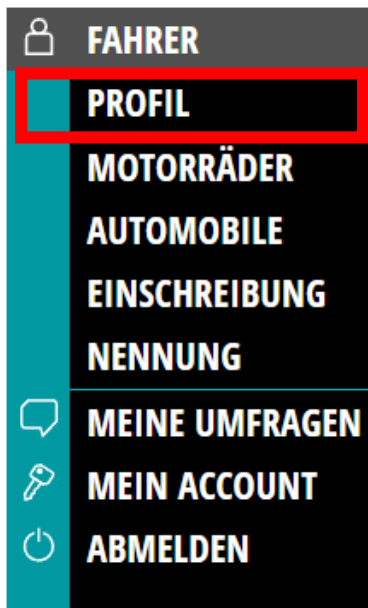 FAHRER
PROFIL
MOTORRÄDER
AUTOMOBILE
EINSCHREIBUNG
NENNUNG
MEINE UMFRAGEN
MEIN ACCOUNT
ABMELDEN